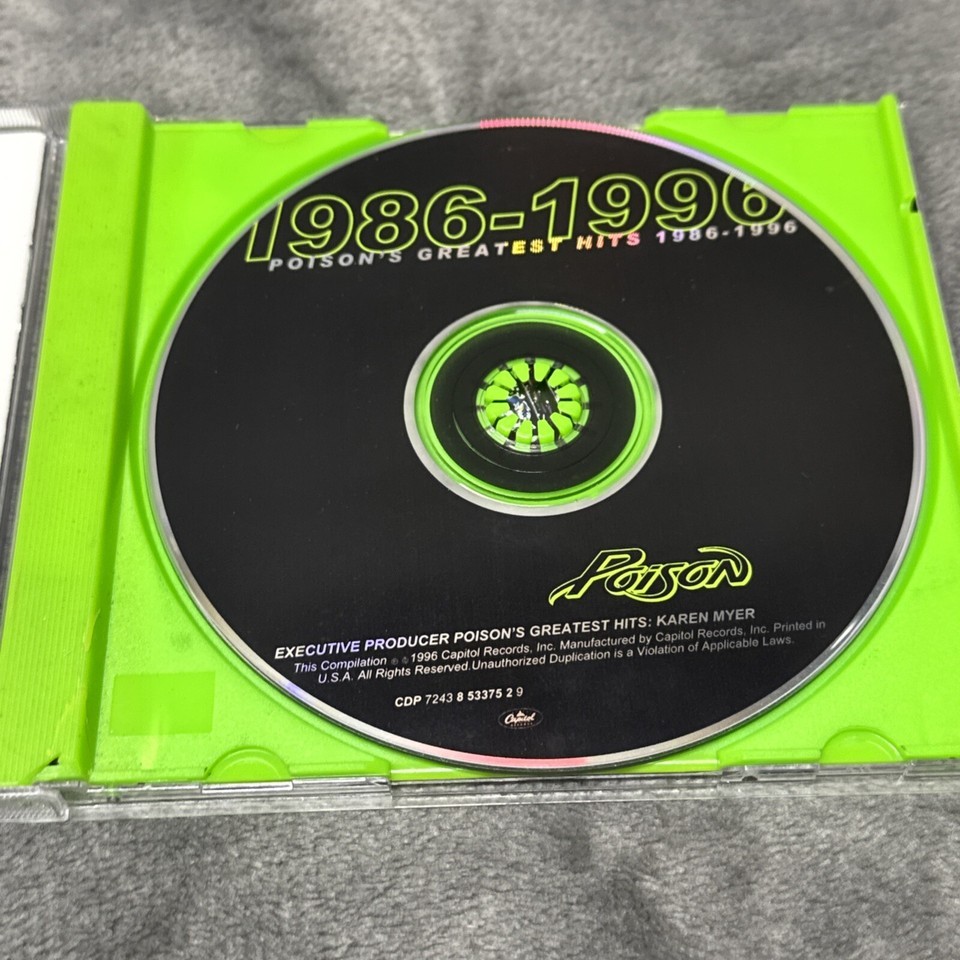 1986-1996
POISON'S GREATEST HITS 1986-1996
Poison
EXECUTIVE PRODUCER POISON'S GREATEST HITS: KAREN MYER
This Compilation ℗ © 1996 Capitol Records, Inc. Manufactured by Capitol Records, Inc. Printed in
U.S.A. All Rights Reserved.Unauthorized Duplication is a Violation of Applicable Laws.
CDP 7243 8 53375 2 9
Capitol